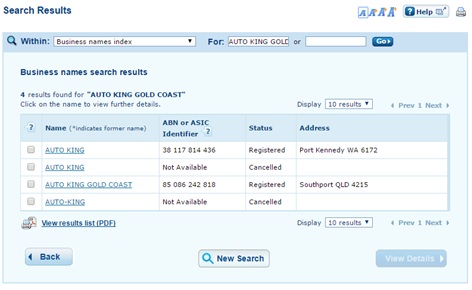 Search Results
A A A Help
Within: Business names index For: AUTO KING GOLD or Go
Business names search results
4 results found for "AUTO KING GOLD COAST"
Click on the name to view further details.
Display 10 results Prev 1 Next
? Name (*indicates former name) ABN or ASIC Identifier ? Status Address
AUTO KING 38 117 814 436 Registered Port Kennedy WA 6172
AUTO KING Not Available Cancelled
AUTO KING GOLD COAST 85 086 242 818 Registered Southport QLD 4215
AUTO-KING Not Available Cancelled
View results list (PDF) Display 10 results Prev 1 Next
Back New Search View Details